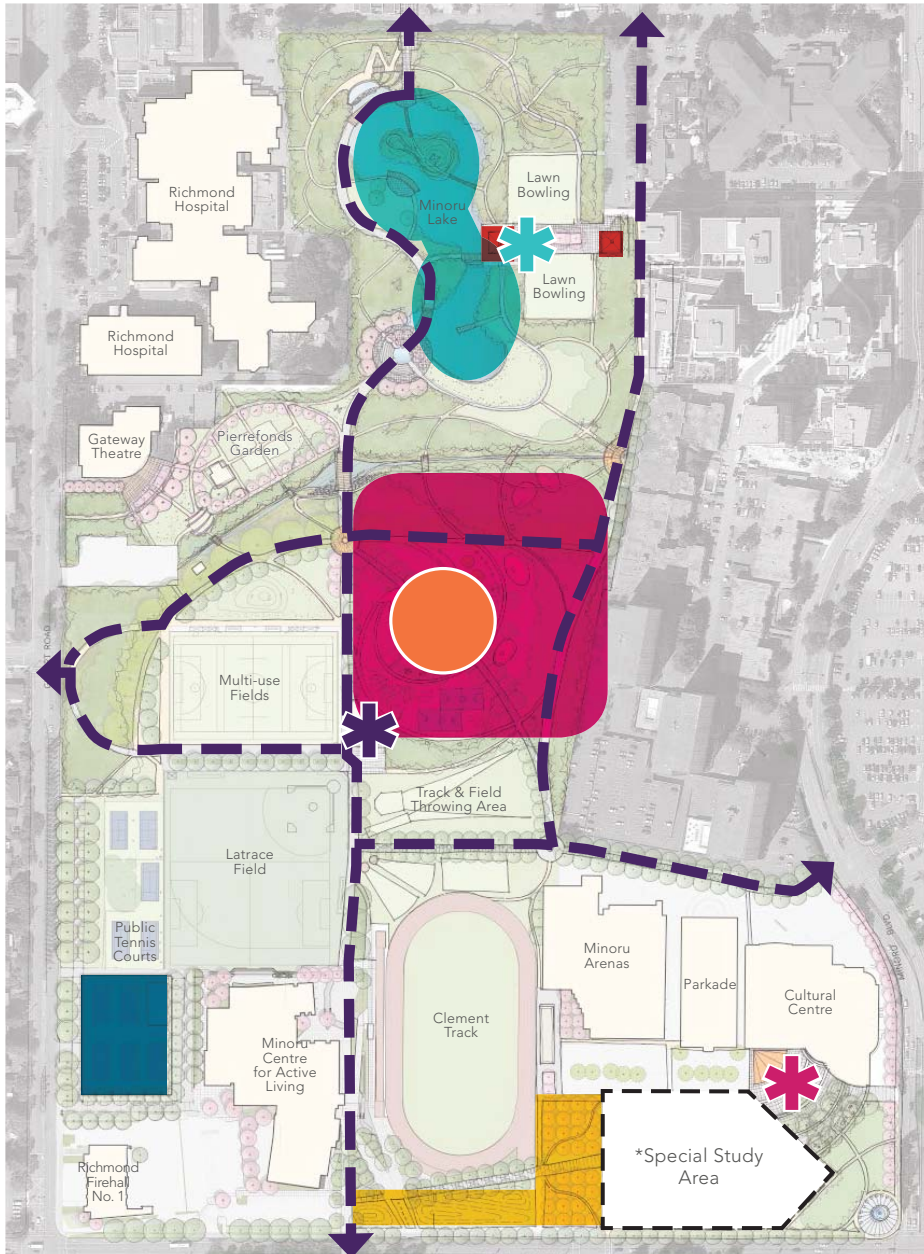 Richmond
Hospital
Lawn
Bowling
Minoru
Lake
Lawn
Bowling
Richmond
Hospital
Gateway
Theatre
Pierrefonds
Garden
Multi-use
Fields
Track & Field
Throwing Area
Latrace
Field
Public
Tennis
Courts
Minoru
Arenas
Parkade
Cultural
Centre
Clement
Track
Minoru
Centre
for Active
Living
*Special Study
Area
Richmond
Firehall
No. 1